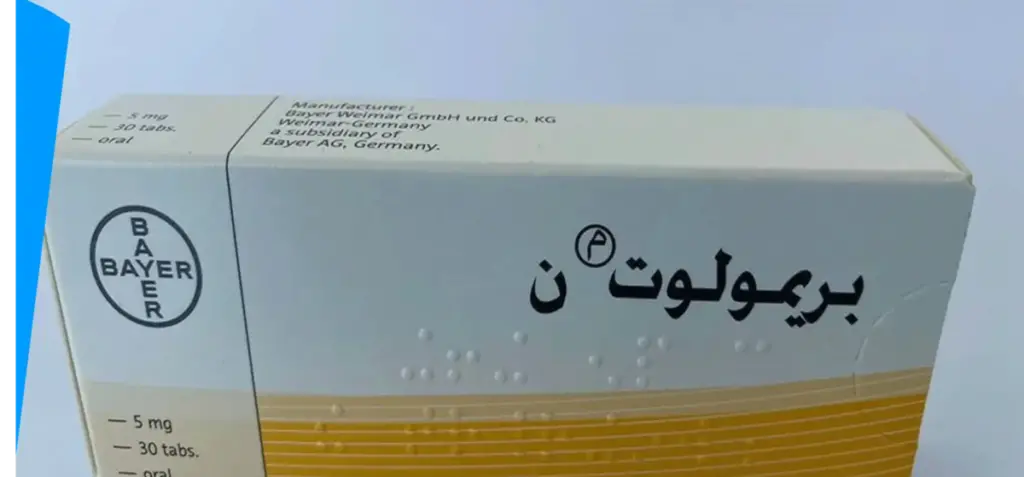 — 5 mg
— 30 tabs.
— oral
Manufacturer :
Bayer Weimar GmbH und Co. KG
Weimar-Germany
a subsidiary of
Bayer AG, Germany.
BAYER
BAYER
بريمولوت ⓜ ن
— 5 mg
— 30 tabs.
— oral